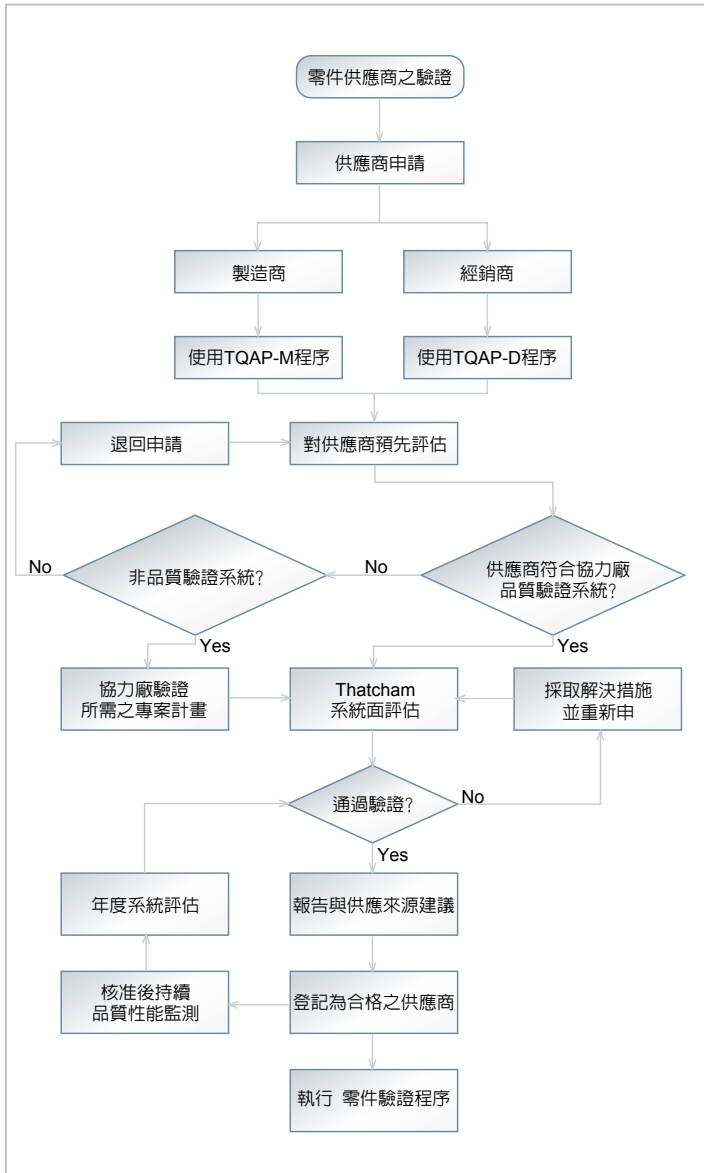 零件供應商之驗證
供應商申請
製造商
經銷商
使用TQAP-M程序
使用TQAP-D程序
退回申請
對供應商預先評估
No
非品質驗證系統?
No
供應商符合協力廠
品質驗證系統?
Yes
Yes
協力廠驗證
所需之專案計畫
Thatcham
系統面評估
採取解決措施
並重新申
通過驗證?
No
Yes
年度系統評估
報告與供應來源建議
核准後持續
品質性能監測
登記為合格之供應商
執行 零件驗證程序